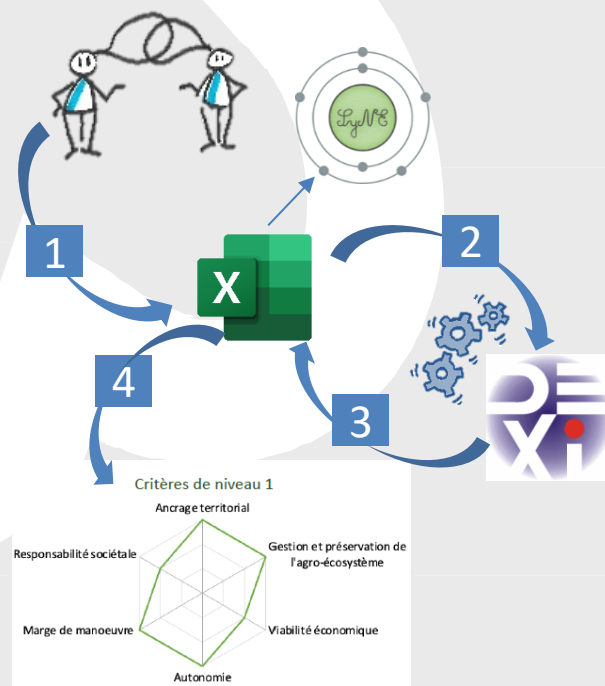 LyNE
1
X
2
4
3
DEXi
Critères de niveau 1
Ancrage territorial
Responsabilité sociétale
Gestion et préservation de
l'agro-écosystème
Marge de manoeuvre
Viabilité économique
Autonomie